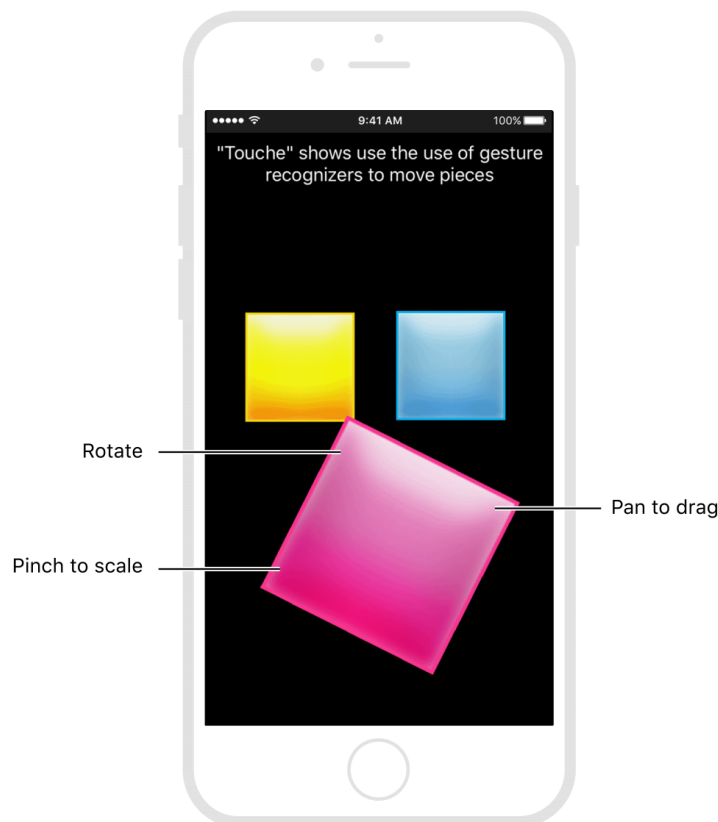 9:41 AM
100%
"Touche" shows use the use of gesture
recognizers to move pieces
Rotate
Pan to drag
Pinch to scale